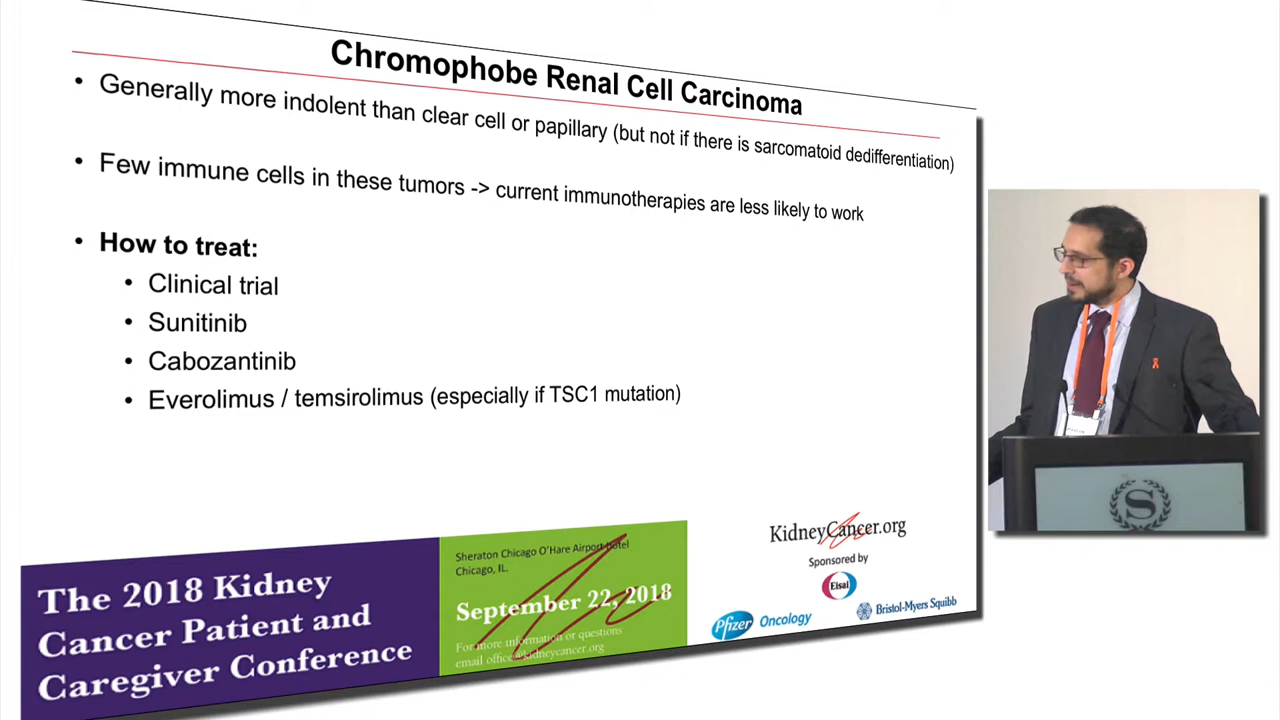 Chromophobe Renal Cell Carcinoma
• Generally more indolent than clear cell or papillary (but not if there is sarcomatoid dedifferentiation)
• Few immune cells in these tumors -> current immunotherapies are less likely to work
• How to treat:
• Clinical trial
• Sunitinib
• Cabozantinib
• Everolimus / temsirolimus (especially if TSC1 mutation)
The 2018 Kidney
Cancer Patient and
Caregiver Conference
Sheraton Chicago O'Hare Airport Hotel
Chicago, IL.
September 22, 2018
For more information or questions
email office@kidneycancer.org
KidneyCancer.org
Sponsored by
Eisai
Pfizer Oncology
Bristol-Myers Squibb
S